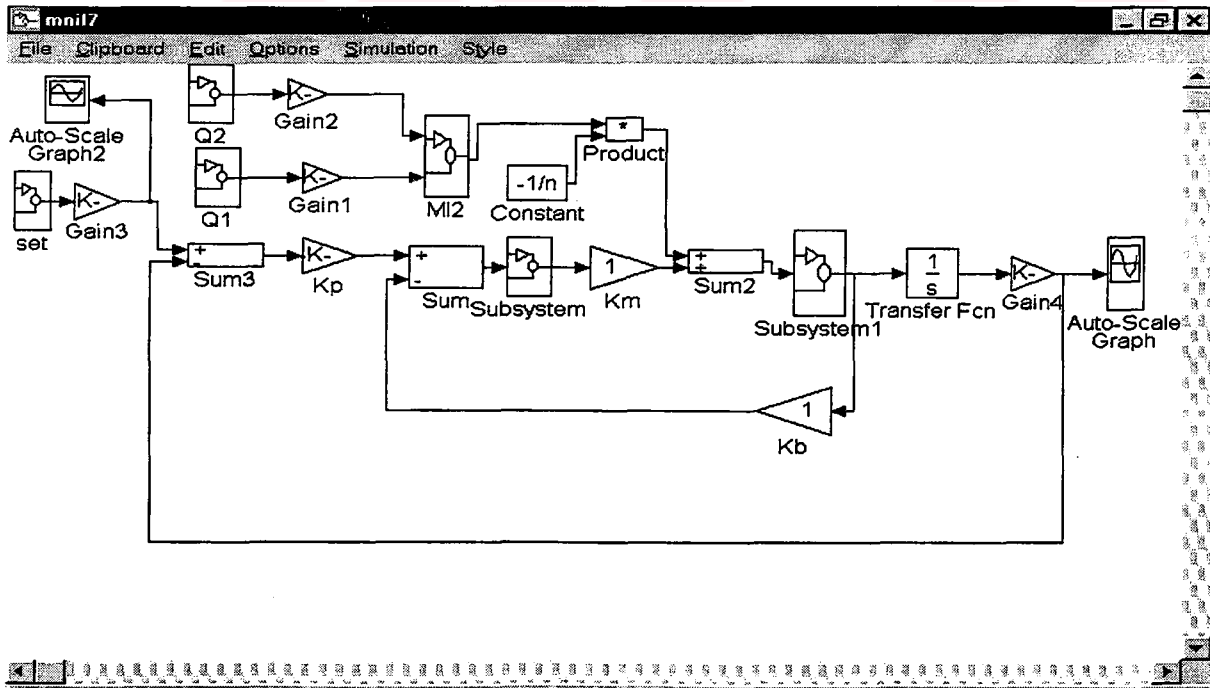 mnil7
File Clipboard Edit Options Simulation Style
Auto-Scale
Graph2
Q2
K-
Gain2
Q1
K-
Gain1
MI2
*
Product
-1/n
Constant
set
K-
Gain3
+
-
Sum3
K-
Kp
+
-
Sum
Subsystem
1
Km
+
+
Sum2
Subsystem1
1
s
Transfer Fcn
K-
Gain4
Auto-Scale
Graph
1
Kb